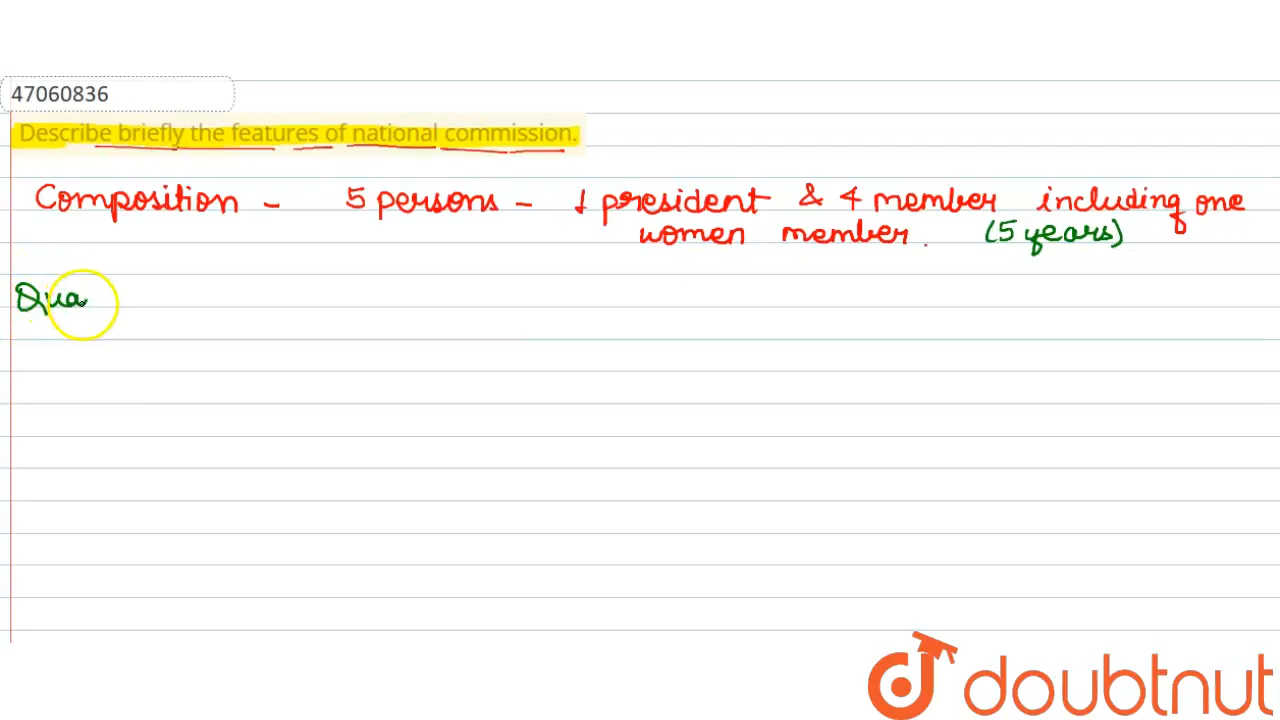 47060836
Describe briefly the features of national commission.
Composition - 5 persons - 1 president & 4 member including one
women member. (5 years)
Qua
doubtnut